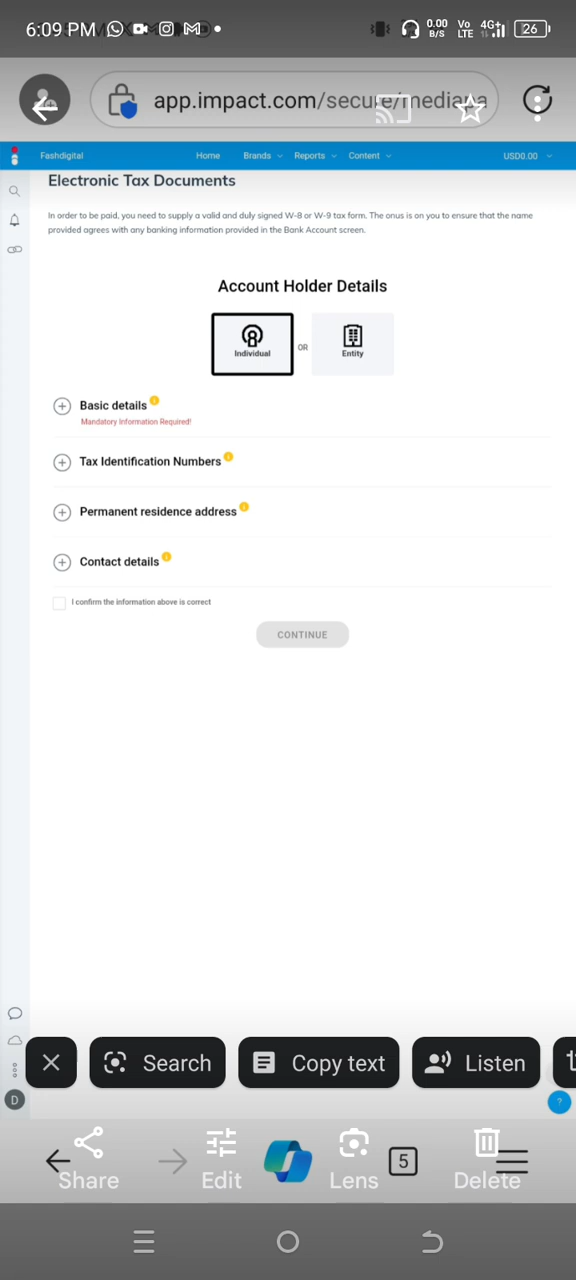 6:09 PM
0.00 B/S
Vo LTE
4G+
26
app.impact.com/secure/mediapa
Fashdigital Home Brands Reports Content USD0.00
Electronic Tax Documents
In order to be paid, you need to supply a valid and duly signed W-8 or W-9 tax form. The onus is on you to ensure that the name
provided agrees with any banking information provided in the Bank Account screen.
Account Holder Details
Individual OR Entity
Basic details
Mandatory Information Required!
Tax Identification Numbers
Permanent residence address
Contact details
I confirm the information above is correct
CONTINUE
Search Copy text Listen
D
?
5
Share Edit Lens Delete